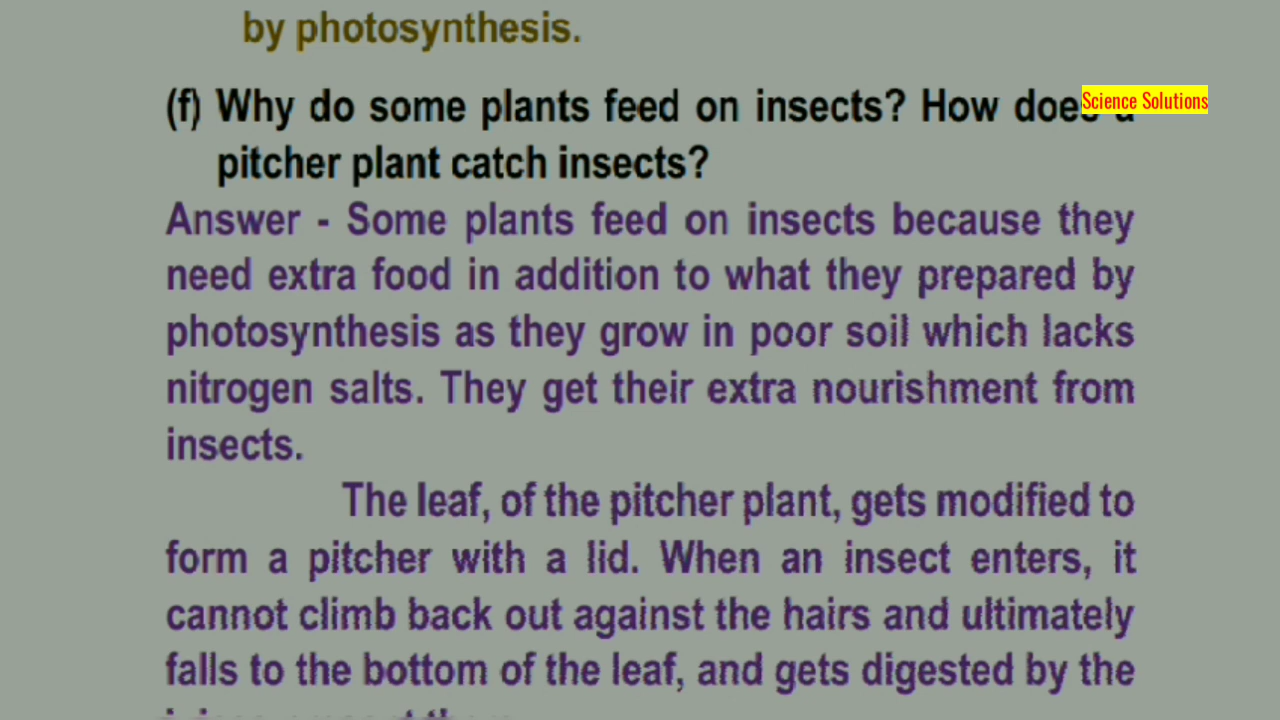 by photosynthesis.
(f) Why do some plants feed on insects? How does a
Science Solutions
pitcher plant catch insects?
Answer - Some plants feed on insects because they
need extra food in addition to what they prepared by
photosynthesis as they grow in poor soil which lacks
nitrogen salts. They get their extra nourishment from
insects.
The leaf, of the pitcher plant, gets modified to
form a pitcher with a lid. When an insect enters, it
cannot climb back out against the hairs and ultimately
falls to the bottom of the leaf, and gets digested by the